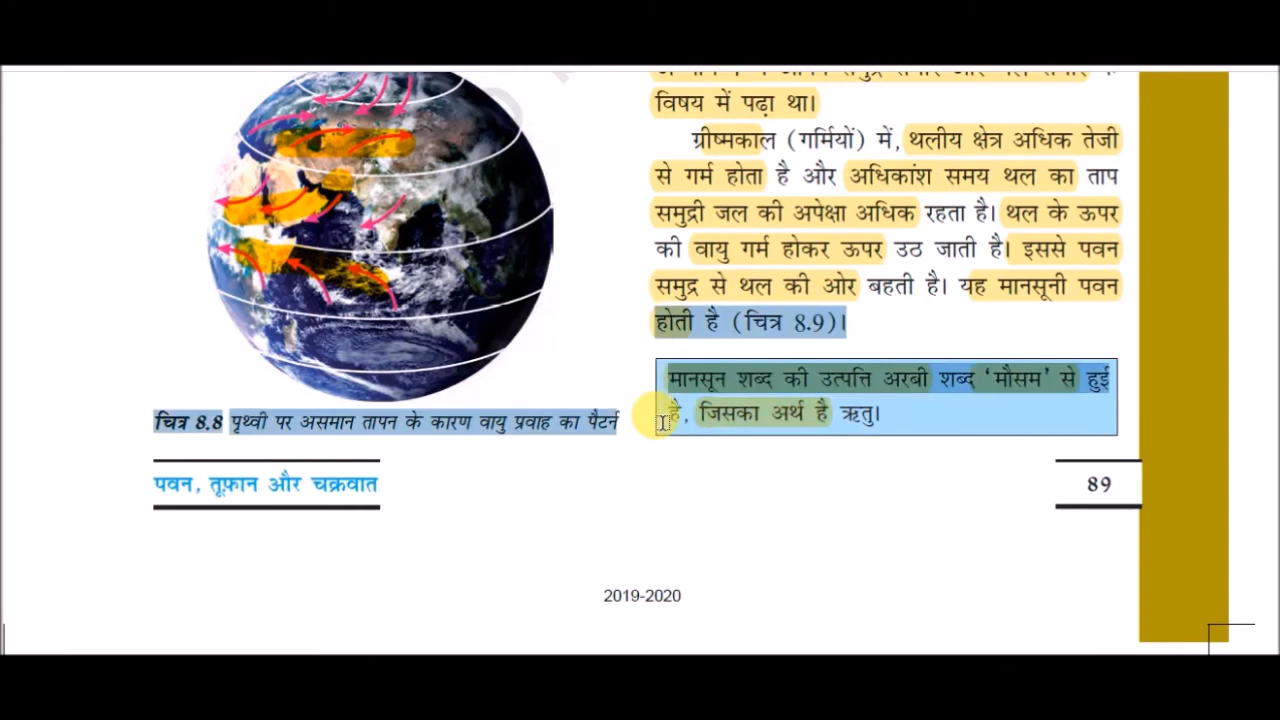 विषय में पढ़ा था।
ग्रीष्मकाल (गर्मियों) में, थलीय क्षेत्र अधिक तेजी
से गर्म होता है और अधिकांश समय थल का ताप
समुद्री जल की अपेक्षा अधिक रहता है। थल के ऊपर
की वायु गर्म होकर ऊपर उठ जाती है। इससे पवन
समुद्र से थल की ओर बहती है। यह मानसूनी पवन
होती है (चित्र 8.9)।
मानसून शब्द की उत्पत्ति अरबी शब्द ‘मौसम’ से हुई
है, जिसका अर्थ है ऋतु।
चित्र 8.8 पृथ्वी पर असमान तापन के कारण वायु प्रवाह का पैटर्न
पवन, तूफ़ान और चक्रवात
89
2019-2020